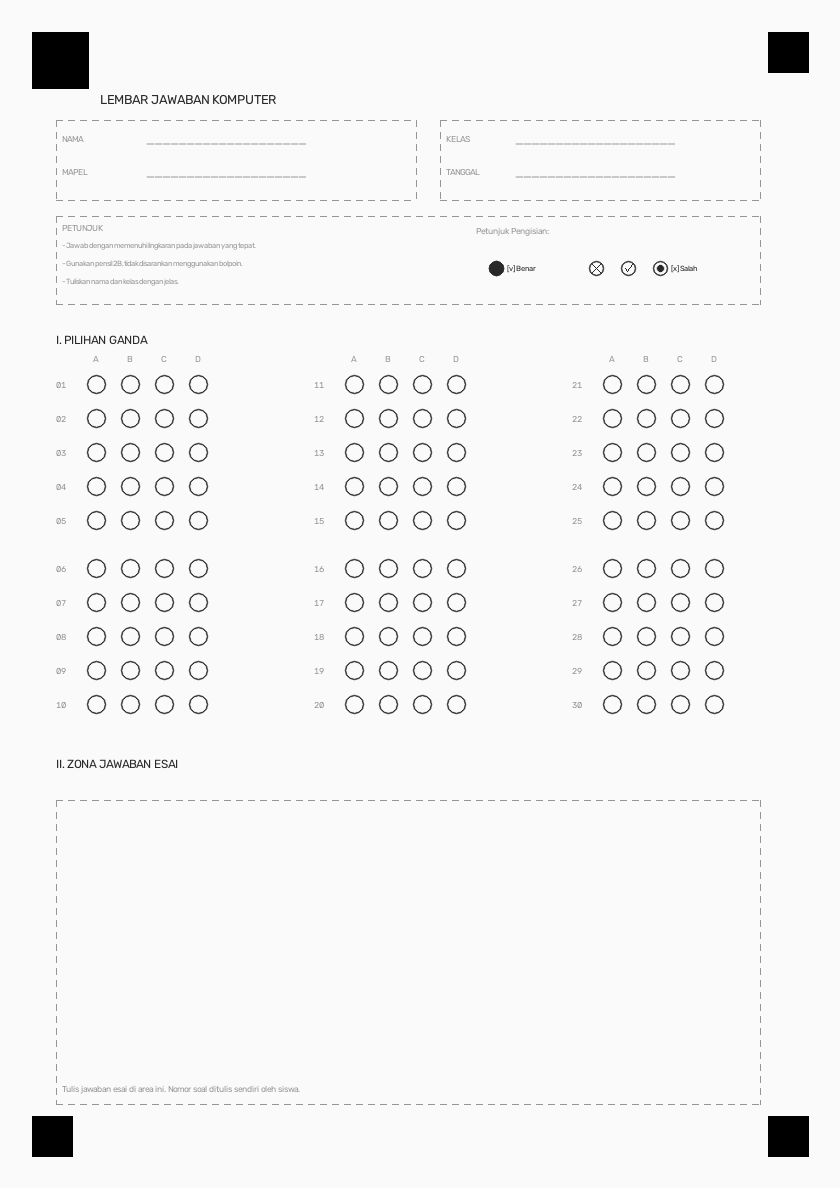 LEMBAR JAWABAN KOMPUTER
NAMA ____________________
MAPEL ____________________
KELAS ____________________
TANGGAL ____________________
PETUNJUK
- Jawab dengan memenuhi lingkaran pada jawaban yang tepat.
- Gunakan pensil 2B, tidak disarankan menggunakan bolpoin.
- Tuliskan nama dan kelas dengan jelas.
Petunjuk Pengisian:
[v] Benar [x] Salah
I. PILIHAN GANDA
A B C D
01
02
03
04
05
06
07
08
09
10
A B C D
11
12
13
14
15
16
17
18
19
20
A B C D
21
22
23
24
25
26
27
28
29
30
II. ZONA JAWABAN ESAI
Tulis jawaban esai di area ini. Nomor soal ditulis sendiri oleh siswa.